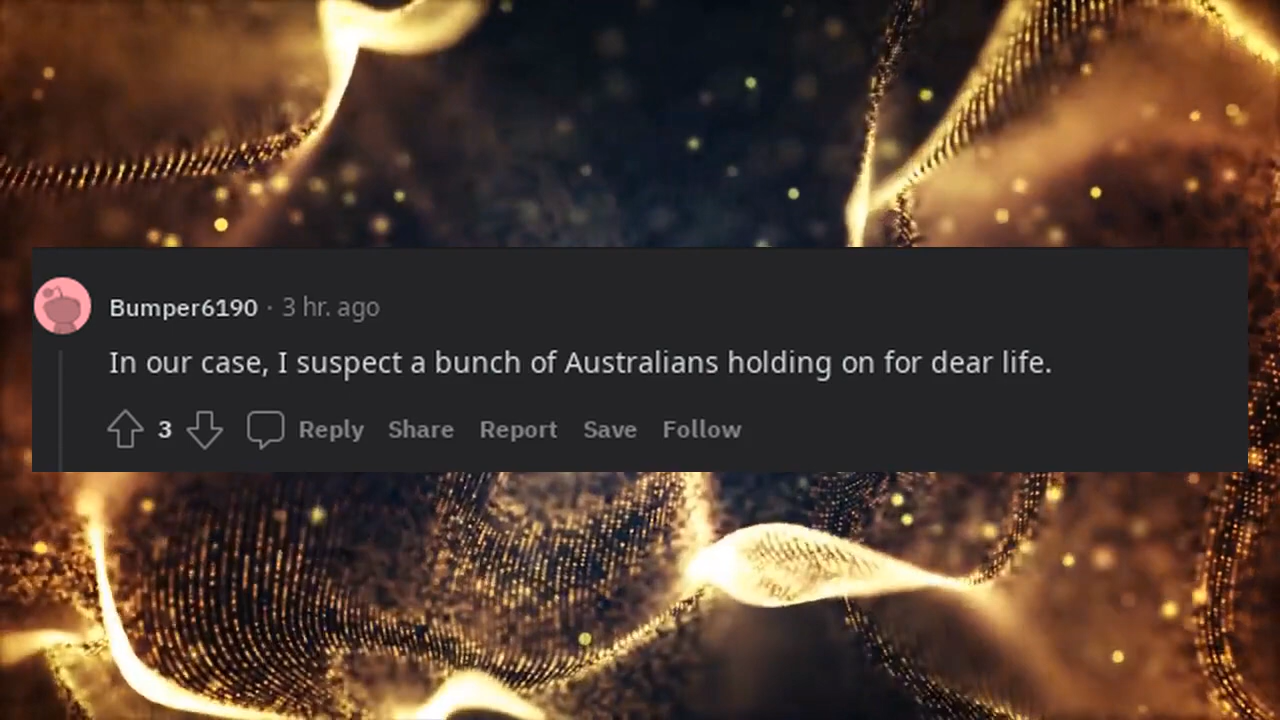 Bumper6190 · 3 hr. ago
In our case, I suspect a bunch of Australians holding on for dear life.
3 Reply Share Report Save Follow